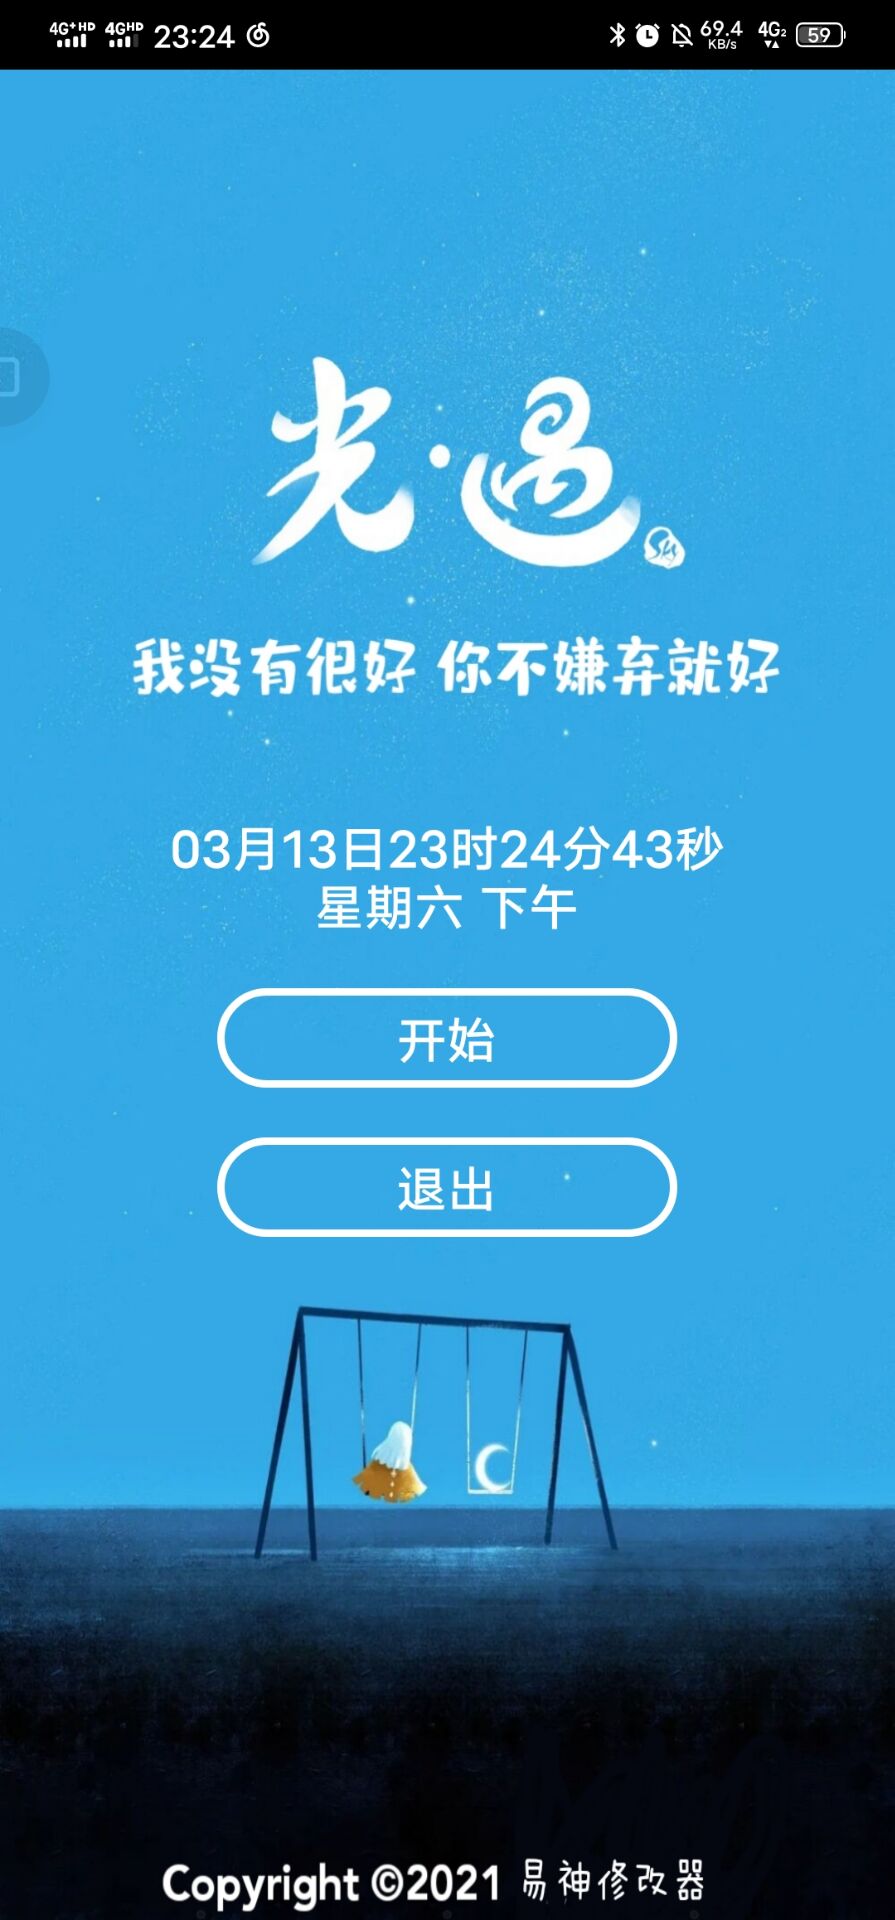 4G+HD 4GHD 23:24 69.4 KB/s 4G2 59
光·遇 Sky
我没有很好 你不嫌弃就好
03月13日23时24分43秒
星期六 下午
开始
退出
Copyright ©2021 易神修改器